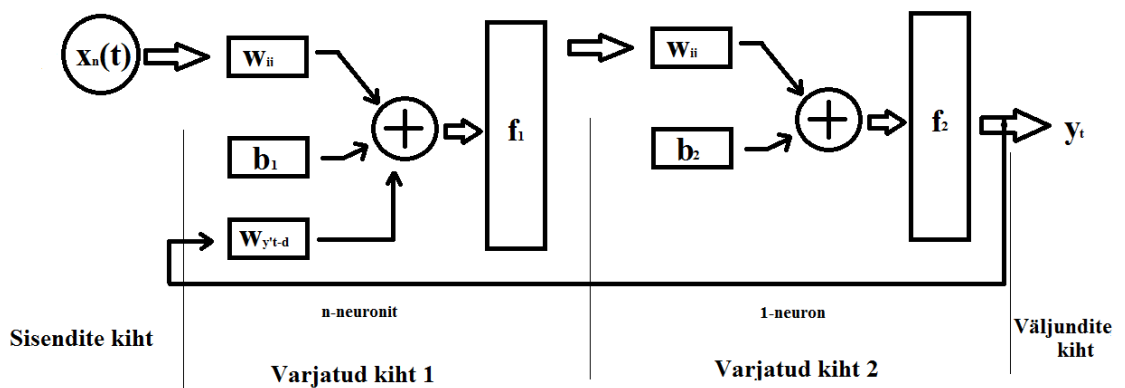 xₙ(t)
wᵢᵢ
b₁
w y't-d
f₁
wᵢᵢ
b₂
f₂
yₜ
n-neuronit
1-neuron
Sisendite kiht
Varjatud kiht 1
Varjatud kiht 2
Väljundite
kiht